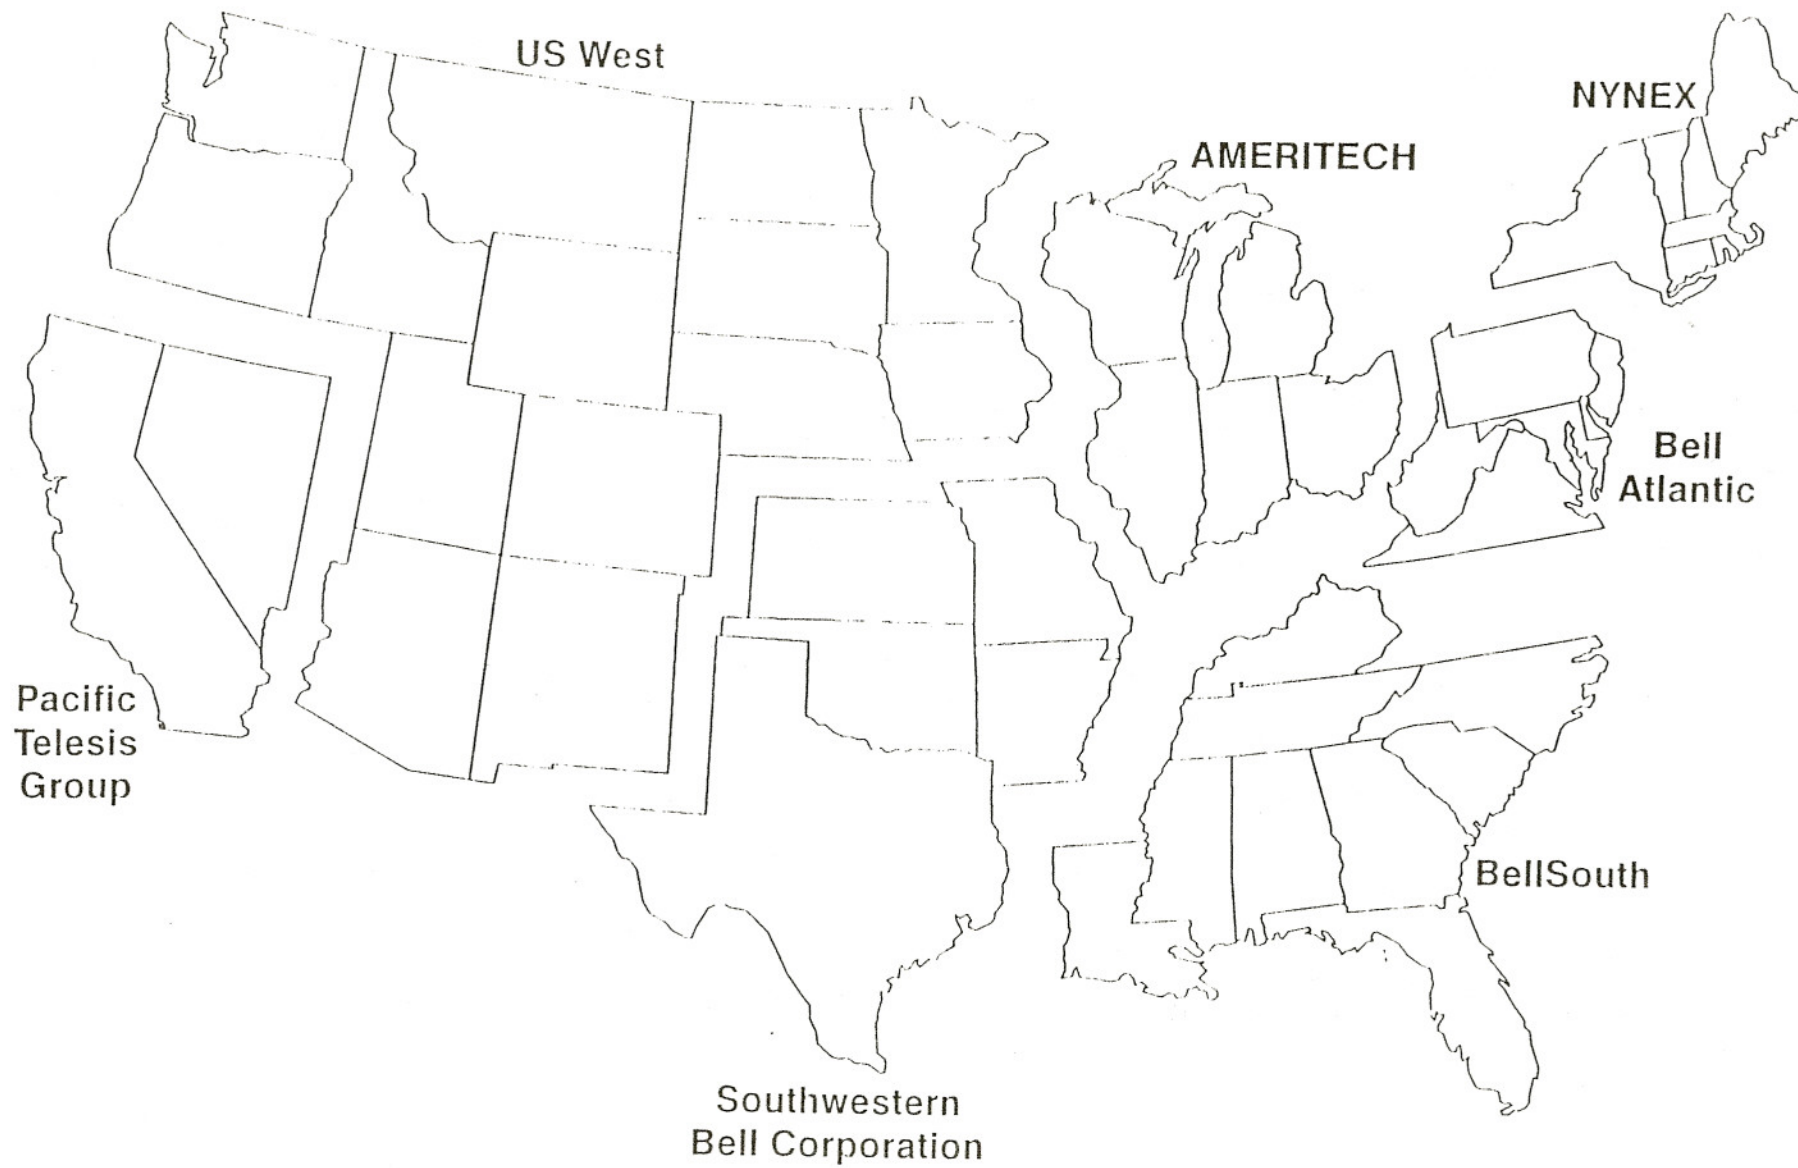 US West
NYNEX
AMERITECH
Bell
Atlantic
Pacific
Telesis
Group
BellSouth
Southwestern
Bell Corporation